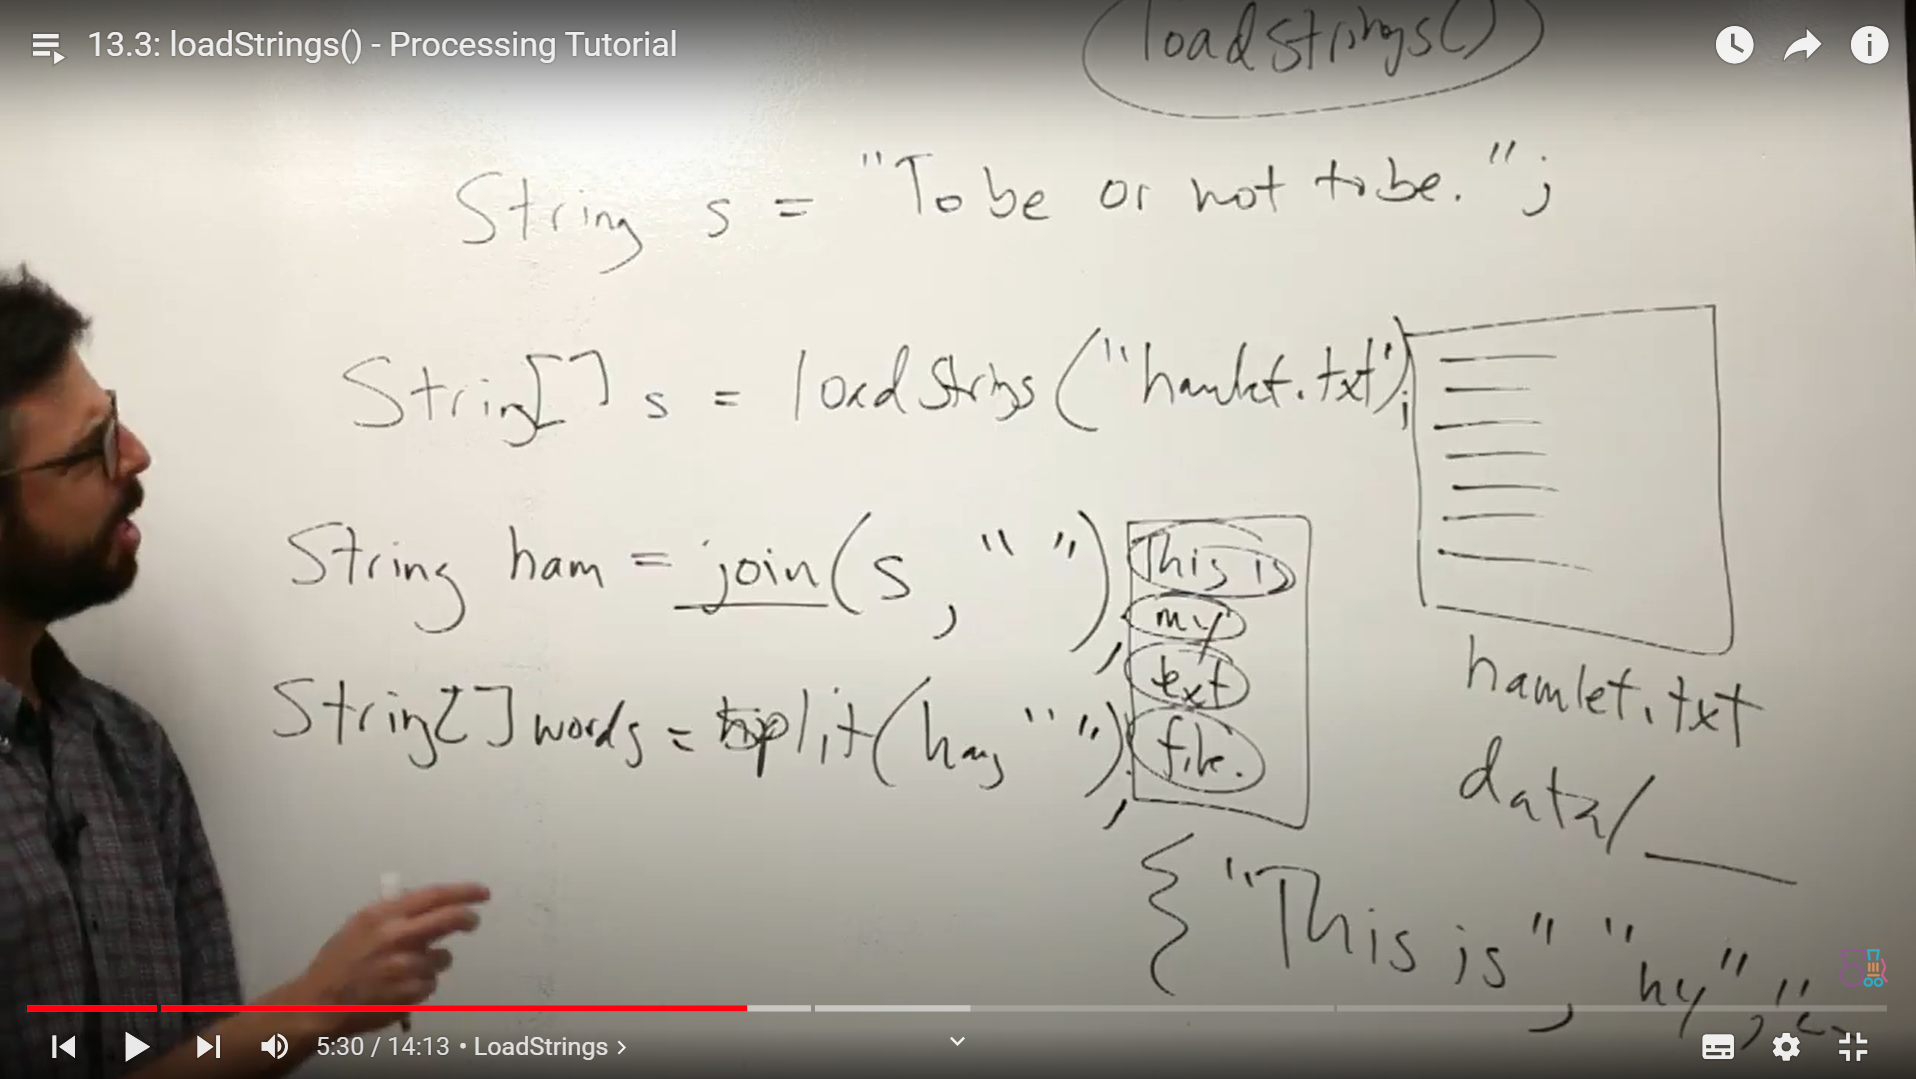 13.3: loadStrings() - Processing Tutorial
loadStrings()
String s = "To be or not to be.";
String[] s = loadStrings("hamlet.txt");
String ham = join(s, " ");
String[] words = split(ham, " ");
This is
my
text
file.
hamlet.txt
data/
{ "This is", "my", "
5:30 / 14:13 • LoadStrings ›